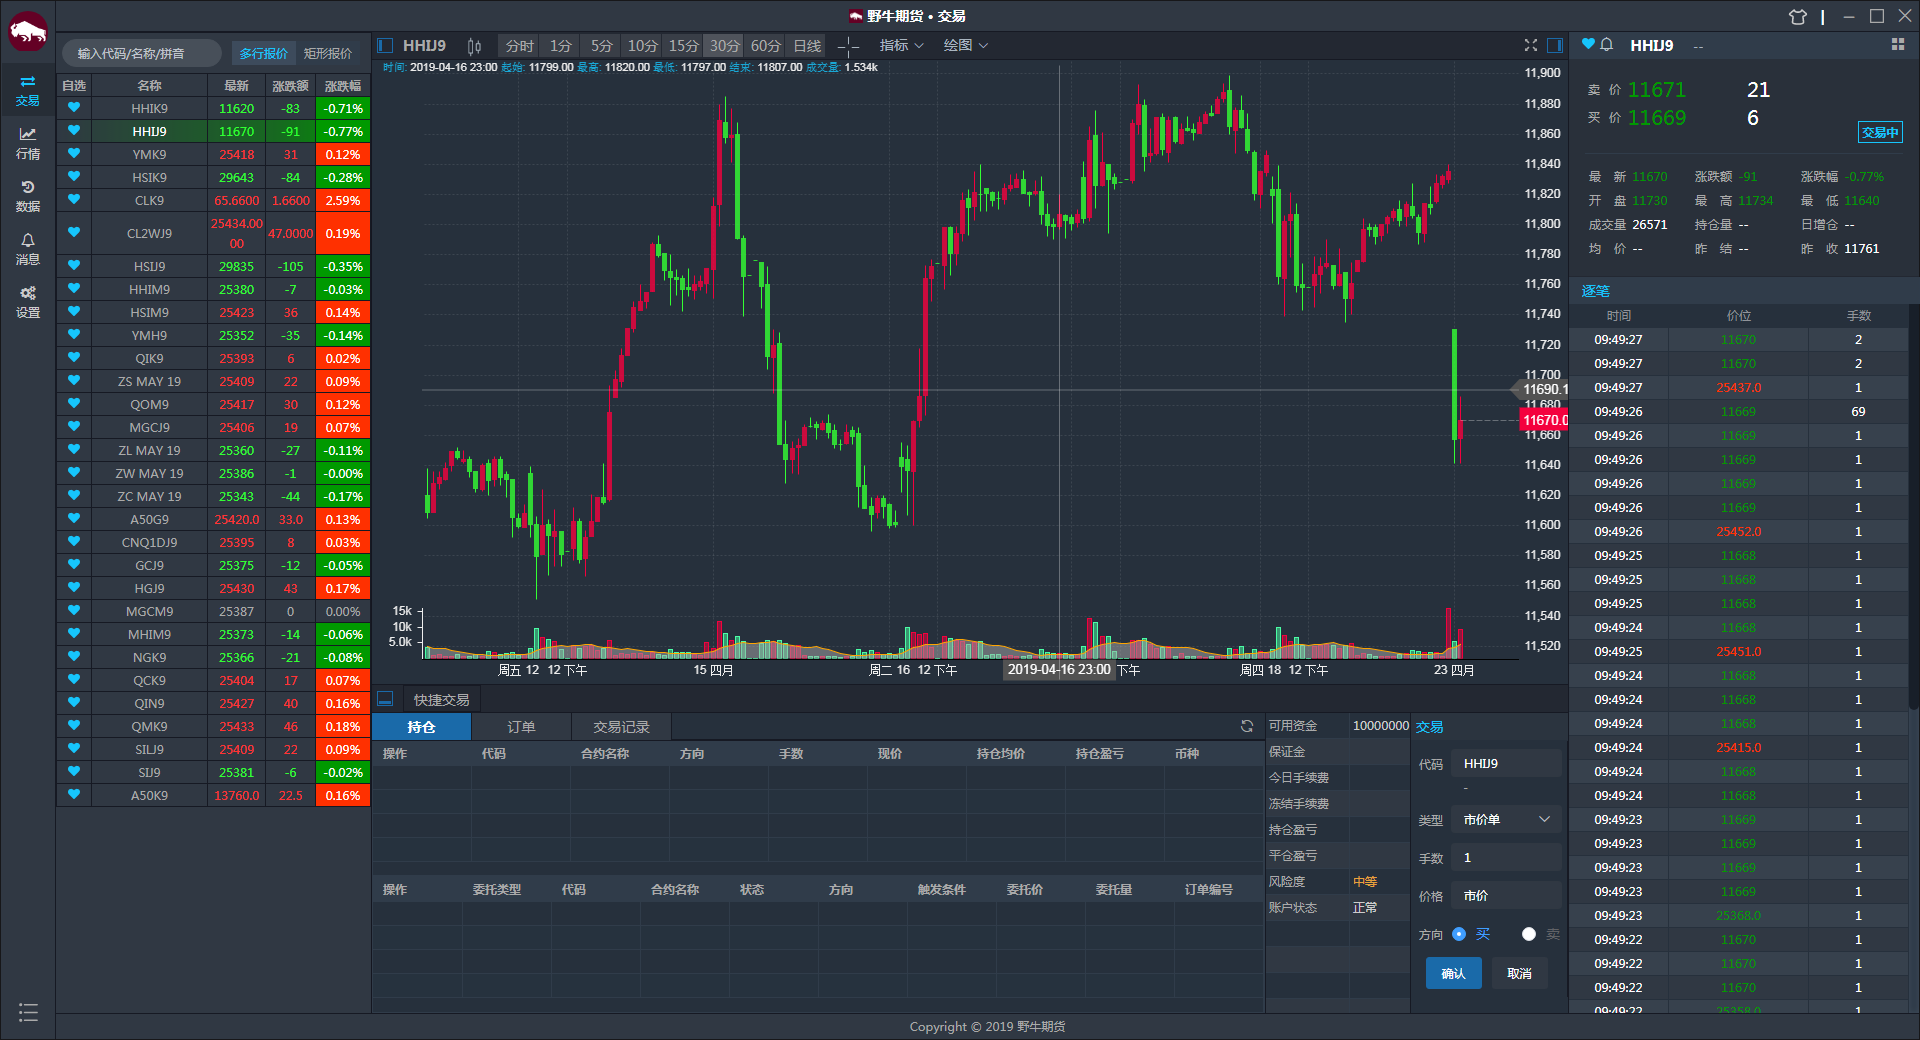 野牛期货 • 交易
交易
行情
数据
消息
设置
输入代码/名称/拼音 多行报价 矩形报价
自选 名称 最新 涨跌额 涨跌幅
HHIK9 11620 -83 -0.71%
HHIJ9 11670 -91 -0.77%
YMK9 25418 31 0.12%
HSIK9 29643 -84 -0.28%
CLK9 65.6600 1.6600 2.59%
CL2WJ9 25434.0000 47.0000 0.19%
HSIJ9 29835 -105 -0.35%
HHIM9 25380 -7 -0.03%
HSIM9 25423 36 0.14%
YMH9 25352 -35 -0.14%
QIK9 25393 6 0.02%
ZS MAY 19 25409 22 0.09%
QOM9 25417 30 0.12%
MGCJ9 25406 19 0.07%
ZL MAY 19 25360 -27 -0.11%
ZW MAY 19 25386 -1 -0.00%
ZC MAY 19 25343 -44 -0.17%
A50G9 25420.0 33.0 0.13%
CNQ1DJ9 25395 8 0.03%
GCJ9 25375 -12 -0.05%
HGJ9 25430 43 0.17%
MGCM9 25387 0 0.00%
MHIM9 25373 -14 -0.06%
NGK9 25366 -21 -0.08%
QCK9 25404 17 0.07%
QIN9 25427 40 0.16%
QMK9 25433 46 0.18%
SILJ9 25409 22 0.09%
SIJ9 25381 -6 -0.02%
A50K9 13760.0 22.5 0.16%
HHIJ9 分时 1分 5分 10分 15分 30分 60分 日线 指标 绘图
时间: 2019-04-16 23:00 起始: 11799.00 最高: 11820.00 最低: 11797.00 结束: 11807.00 成交量: 1.534k
11,900
11,880
11,860
11,840
11,820
11,800
11,780
11,760
11,740
11,720
11,700
11690.1
11,680
11670.0
11,660
11,640
11,620
11,600
11,580
11,560
11,540
11,520
15k
10k
5.0k
周五 12 12 下午 15 四月 周二 16 12 下午 2019-04-16 23:00 下午 周四 18 12 下午 23 四月
快捷交易
持仓 订单 交易记录
操作 代码 合约名称 方向 手数 现价 持仓均价 持仓盈亏 币种
操作 委托类型 代码 合约名称 状态 方向 触发条件 委托价 委托量 订单编号
可用资金 10000000
保证金
今日手续费
冻结手续费
持仓盈亏
平仓盈亏
风险度 中等
账户状态 正常
交易
代码 HHIJ9
-
类型 市价单
手数 1
价格 市价
方向 买 卖
确认 取消
HHIJ9 --
卖 价 11671 21
买 价 11669 6
交易中
最 新 11670 涨跌额 -91 涨跌幅 -0.77%
开 盘 11730 最 高 11734 最 低 11640
成交量 26571 持仓量 -- 日增仓 --
均 价 -- 昨 结 -- 昨 收 11761
逐笔
时间 价位 手数
09:49:27 11670 2
09:49:27 11670 2
09:49:27 25437.0 1
09:49:26 11669 69
09:49:26 11669 1
09:49:26 11669 1
09:49:26 11669 1
09:49:26 11669 1
09:49:26 25452.0 1
09:49:25 11668 1
09:49:25 11668 1
09:49:25 11668 1
09:49:24 11668 1
09:49:25 25451.0 1
09:49:24 11668 1
09:49:24 11668 1
09:49:24 11668 1
09:49:24 25415.0 1
09:49:24 11668 1
09:49:24 11668 1
09:49:23 11669 1
09:49:23 11669 1
09:49:23 11669 1
09:49:23 11669 1
09:49:23 25368.0 1
09:49:22 11670 1
09:49:22 11670 1
09:49:22 11670 1
09:49:22 25358.0 1
Copyright © 2019 野牛期货